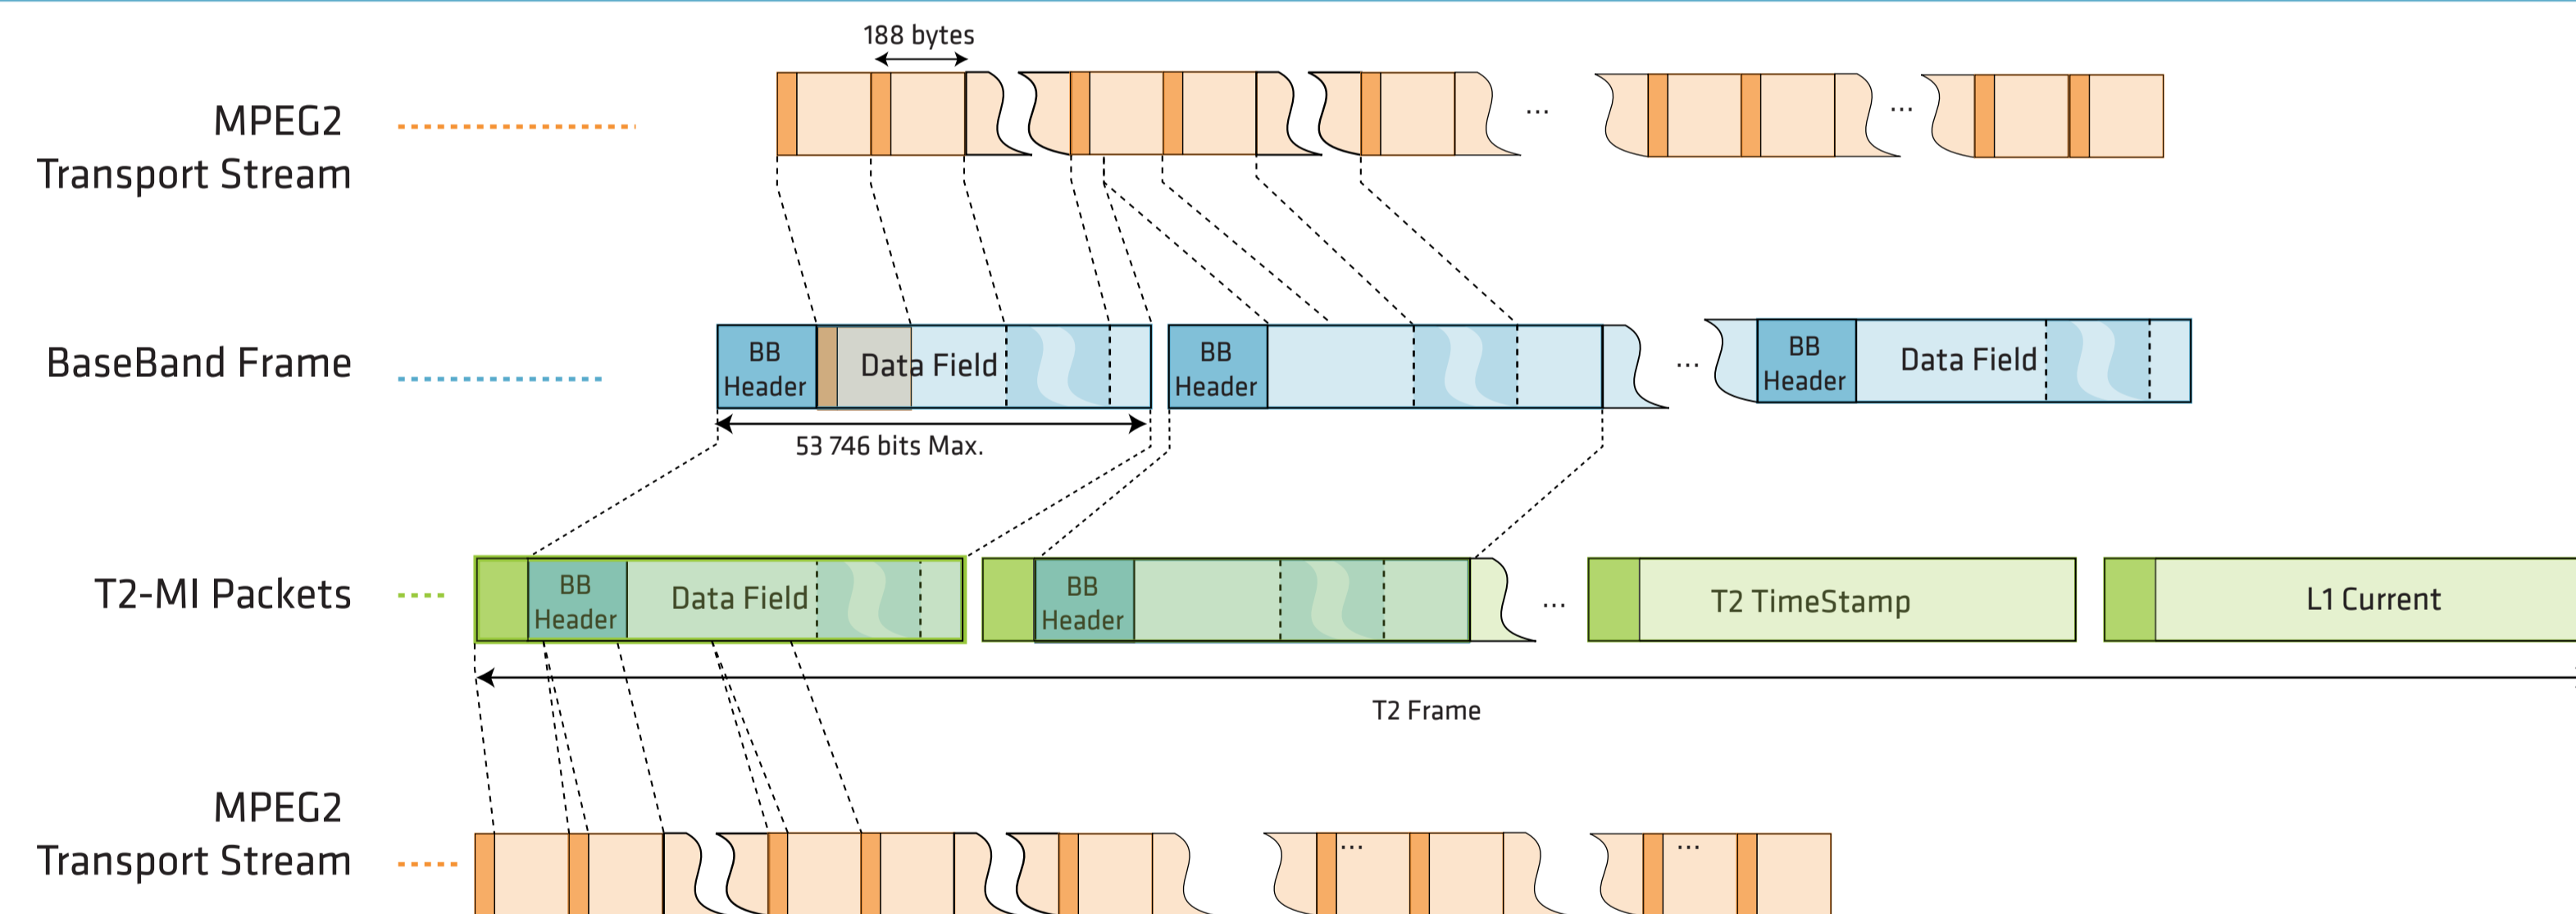 188 bytes
MPEG2
Transport Stream
...
...
BaseBand Frame
BB
Header
Data Field
BB
Header
...
BB
Header
Data Field
53 746 bits Max.
T2-MI Packets
BB
Header
Data Field
BB
Header
...
T2 TimeStamp
L1 Current
T2 Frame
MPEG2
Transport Stream
...
...